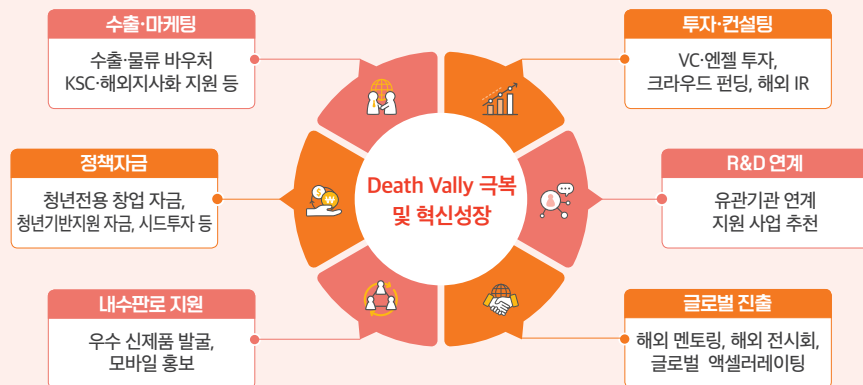 수출·마케팅
수출·물류 바우처
KSC·해외지사화 지원 등
투자·컨설팅
VC·엔젤 투자,
크라우드 펀딩, 해외 IR
정책자금
청년전용 창업 자금,
청년기반지원 자금, 시드투자 등
Death Vally 극복
및 혁신성장
R&D 연계
유관기관 연계
지원 사업 추천
내수판로 지원
우수 신제품 발굴,
모바일 홍보
글로벌 진출
해외 멘토링, 해외 전시회,
글로벌 액셀러레이팅